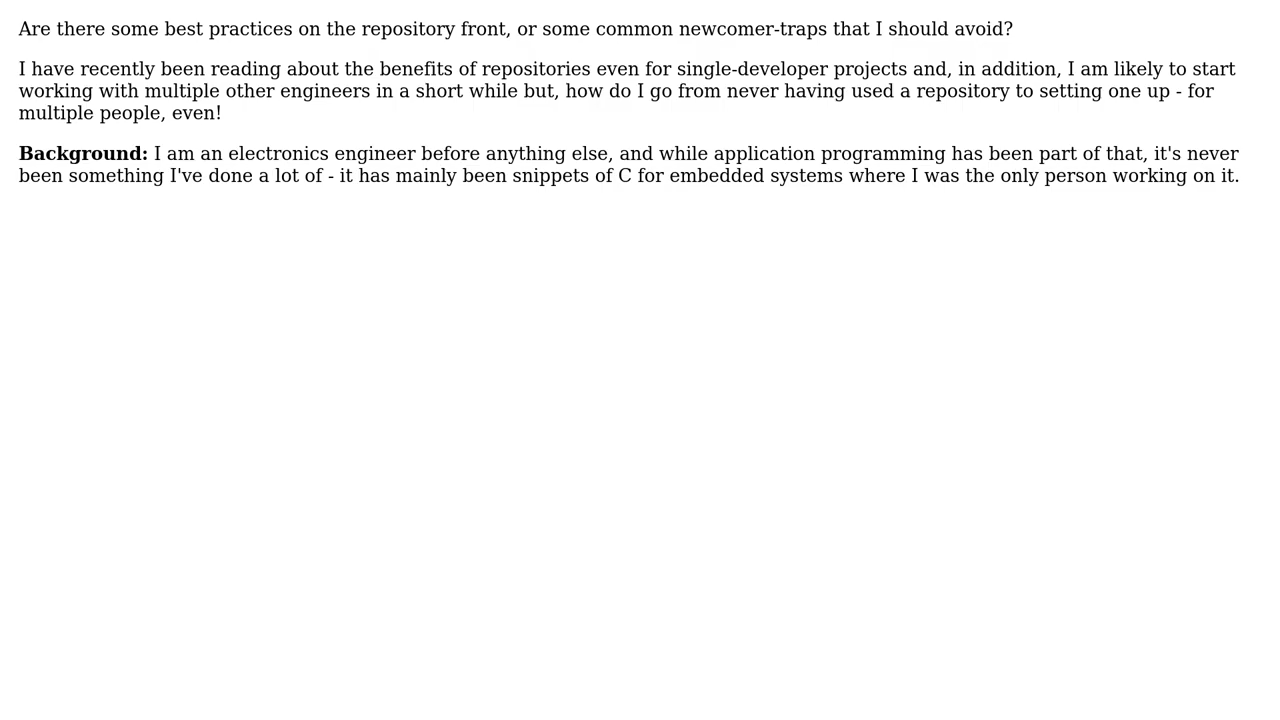 Are there some best practices on the repository front, or some common newcomer-traps that I should avoid?
I have recently been reading about the benefits of repositories even for single-developer projects and, in addition, I am likely to start
working with multiple other engineers in a short while but, how do I go from never having used a repository to setting one up - for
multiple people, even!
Background: I am an electronics engineer before anything else, and while application programming has been part of that, it's never
been something I've done a lot of - it has mainly been snippets of C for embedded systems where I was the only person working on it.